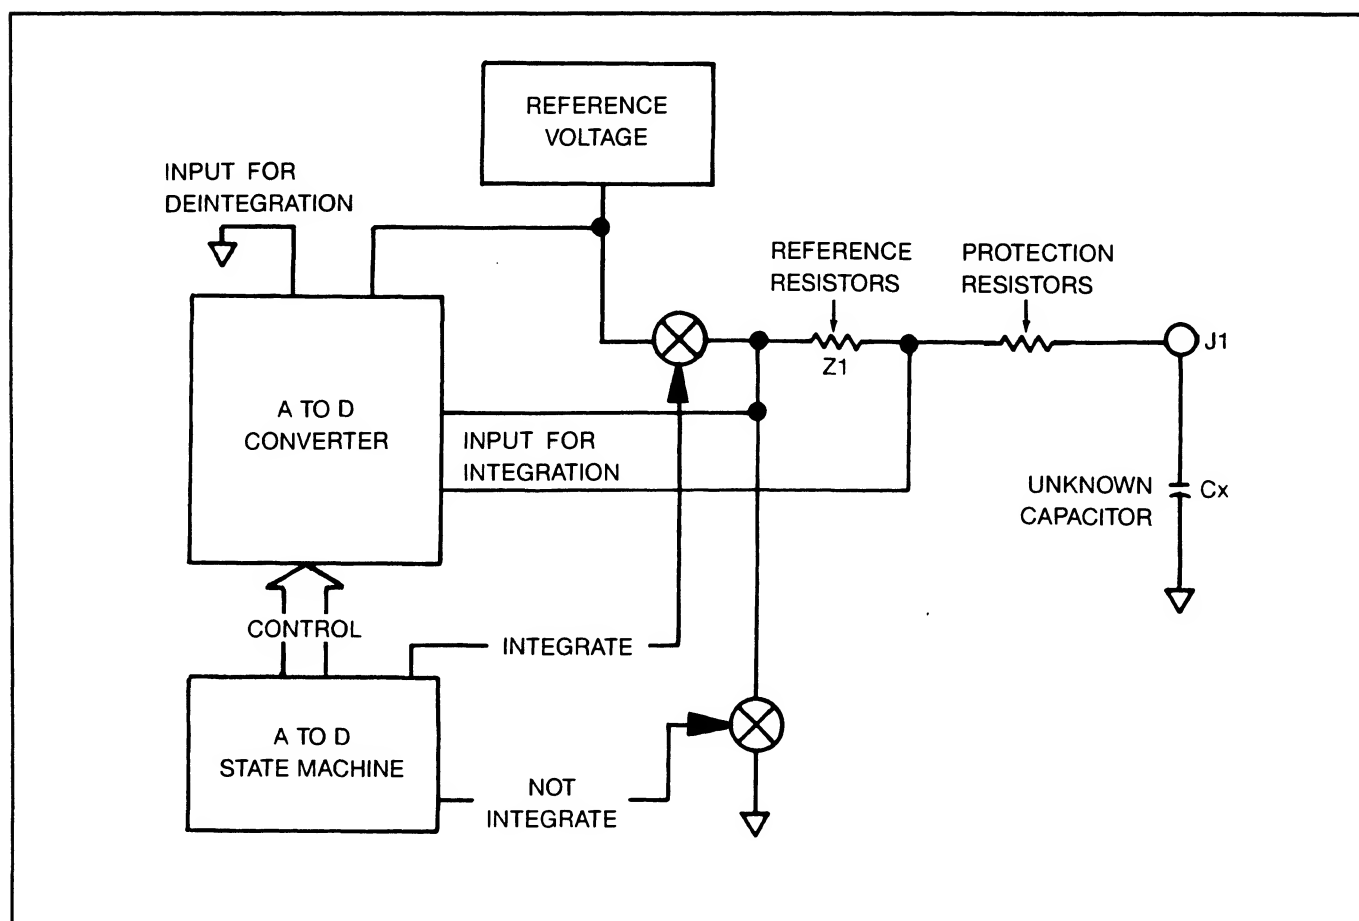 REFERENCE
VOLTAGE
INPUT FOR
DEINTEGRATION
REFERENCE
RESISTORS
PROTECTION
RESISTORS
J1
Z1
A TO D
CONVERTER
INPUT FOR
INTEGRATION
UNKNOWN
CAPACITOR
Cx
CONTROL
INTEGRATE
A TO D
STATE MACHINE
NOT
INTEGRATE